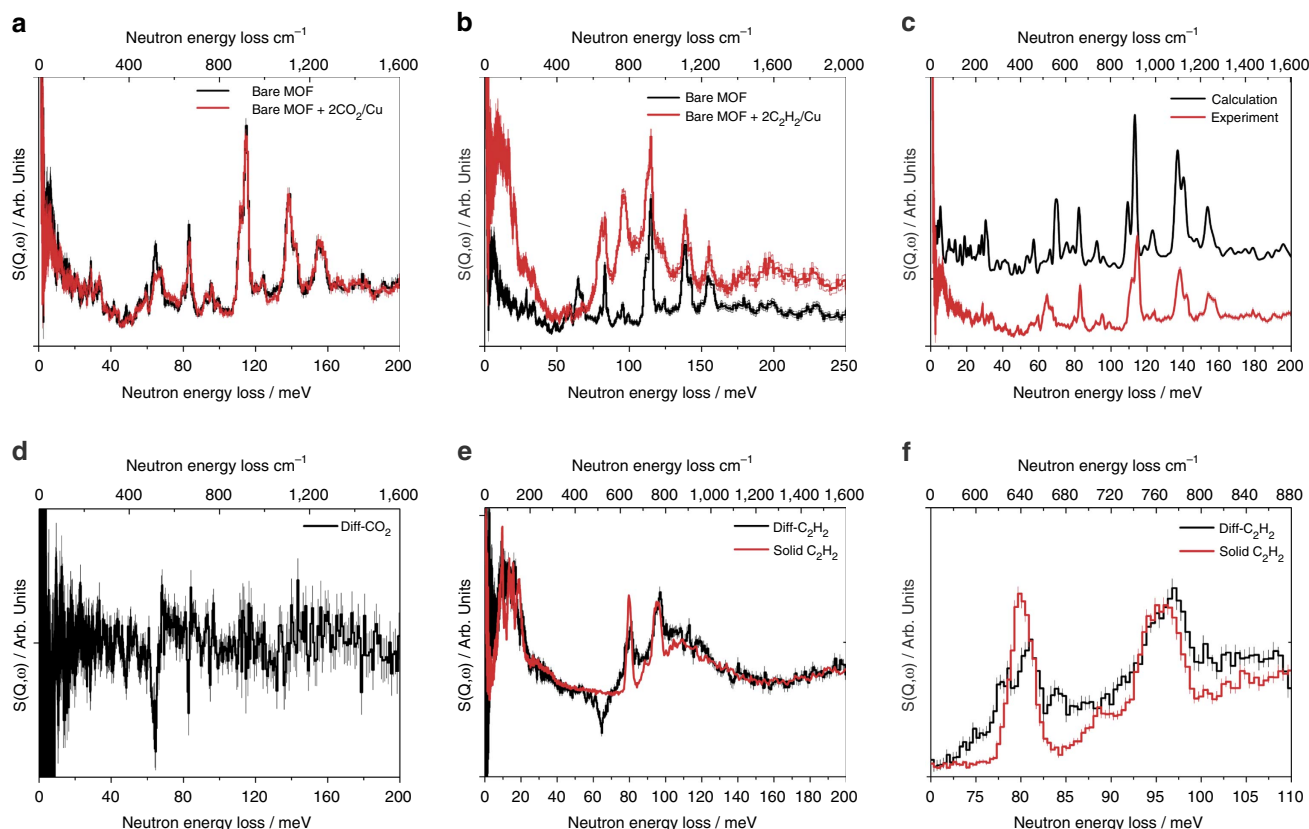 a
Neutron energy loss cm⁻¹
0 400 800 1,200 1,600
Bare MOF
Bare MOF + 2CO₂/Cu
S(Q,ω) / Arb. Units
0 40 80 120 160 200
Neutron energy loss / meV
b
Neutron energy loss cm⁻¹
0 400 800 1,200 1,600 2,000
Bare MOF
Bare MOF + 2C₂H₂/Cu
S(Q,ω) / Arb. Units
0 50 100 150 200 250
Neutron energy loss / meV
c
Neutron energy loss cm⁻¹
0 200 400 600 800 1,000 1,200 1,400 1,600
Calculation
Experiment
S(Q,ω) / Arb. Units
0 20 40 60 80 100 120 140 160 180 200
Neutron energy loss / meV
d
Neutron energy loss cm⁻¹
0 400 800 1,200 1,600
Diff-CO₂
S(Q,ω) / Arb. Units
0 40 80 120 160 200
Neutron energy loss / meV
e
Neutron energy loss cm⁻¹
0 200 400 600 800 1,000 1,200 1,400 1,600
Diff-C₂H₂
Solid C₂H₂
S(Q,ω) / Arb. Units
0 20 40 60 80 100 120 140 160 180 200
Neutron energy loss / meV
f
Neutron energy loss cm⁻¹
0 600 640 680 720 760 800 840 880
Diff-C₂H₂
Solid C₂H₂
S(Q,ω) / Arb. Units
70 75 80 85 90 95 100 105 110
Neutron energy loss / meV